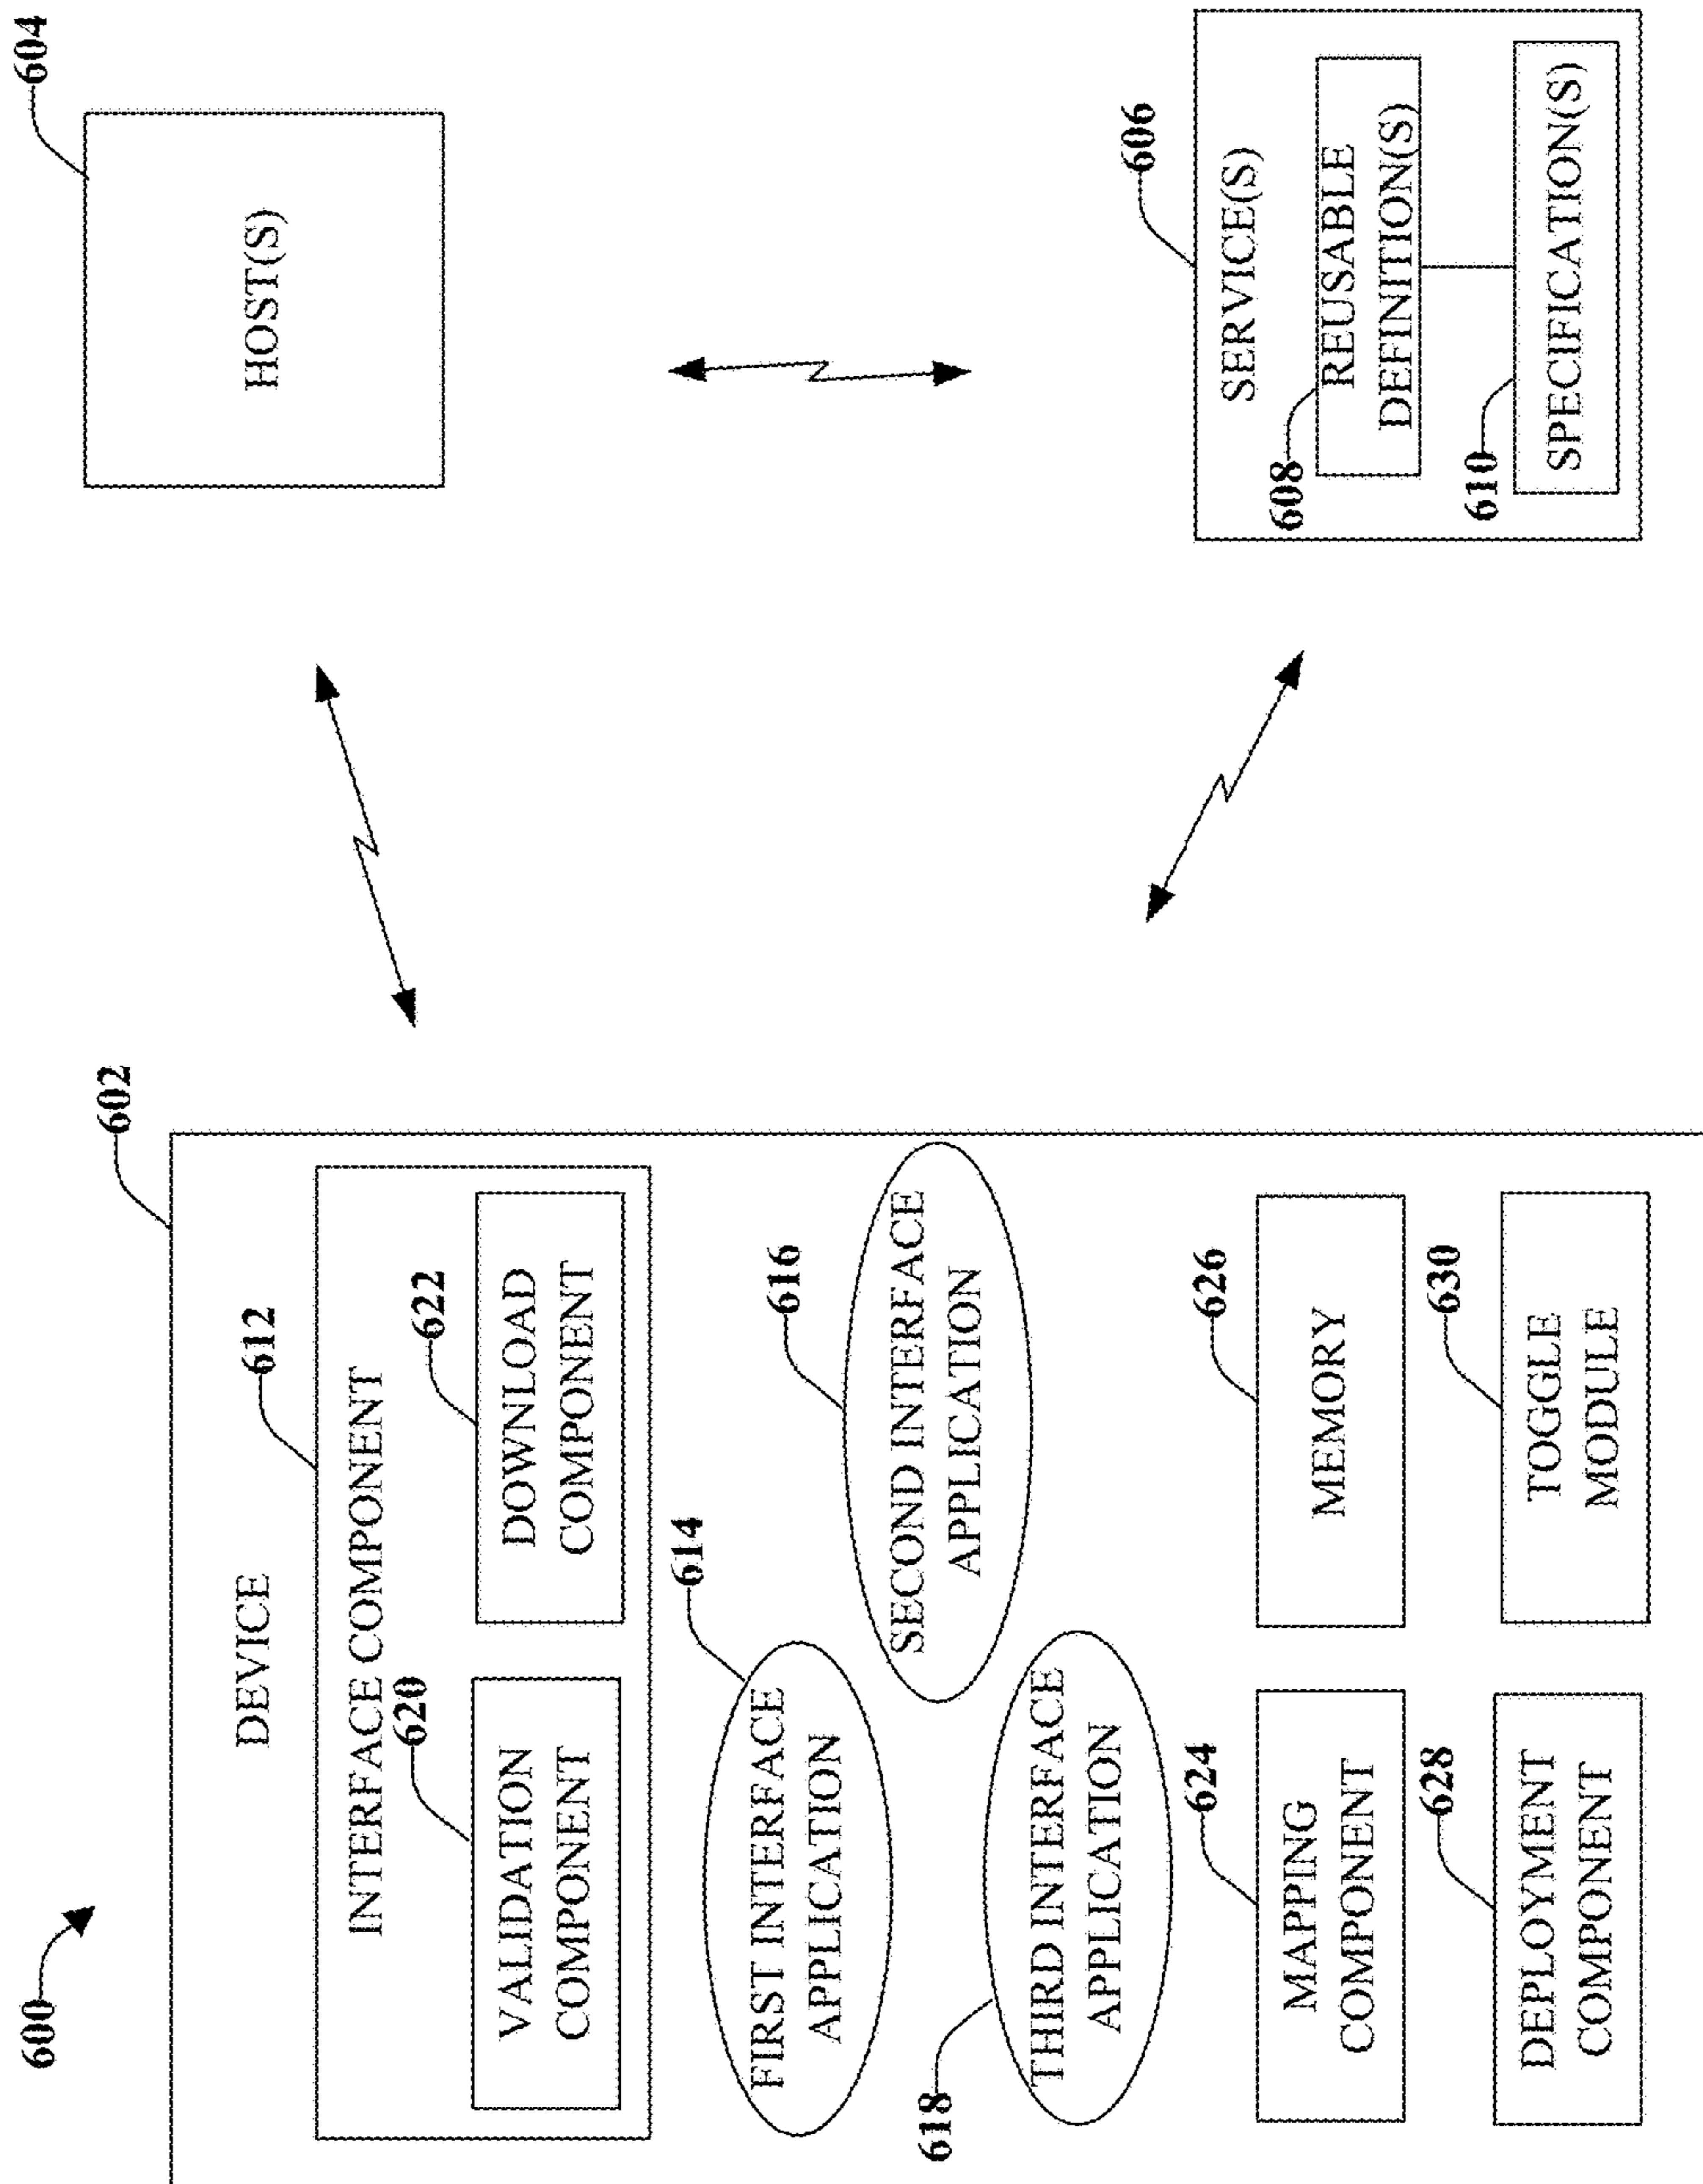 600
602
DEVICE
612
INTERFACE COMPONENT
620
VALIDATION
COMPONENT
622
DOWNLOAD
COMPONENT
614
FIRST INTERFACE
APPLICATION
616
SECOND INTERFACE
APPLICATION
618
THIRD INTERFACE
APPLICATION
624
MAPPING
COMPONENT
626
MEMORY
628
DEPLOYMENT
COMPONENT
630
TOGGLE
MODULE
604
HOST(S)
606
SERVICE(S)
608
REUSABLE
DEFINITION(S)
610
SPECIFICATION(S)